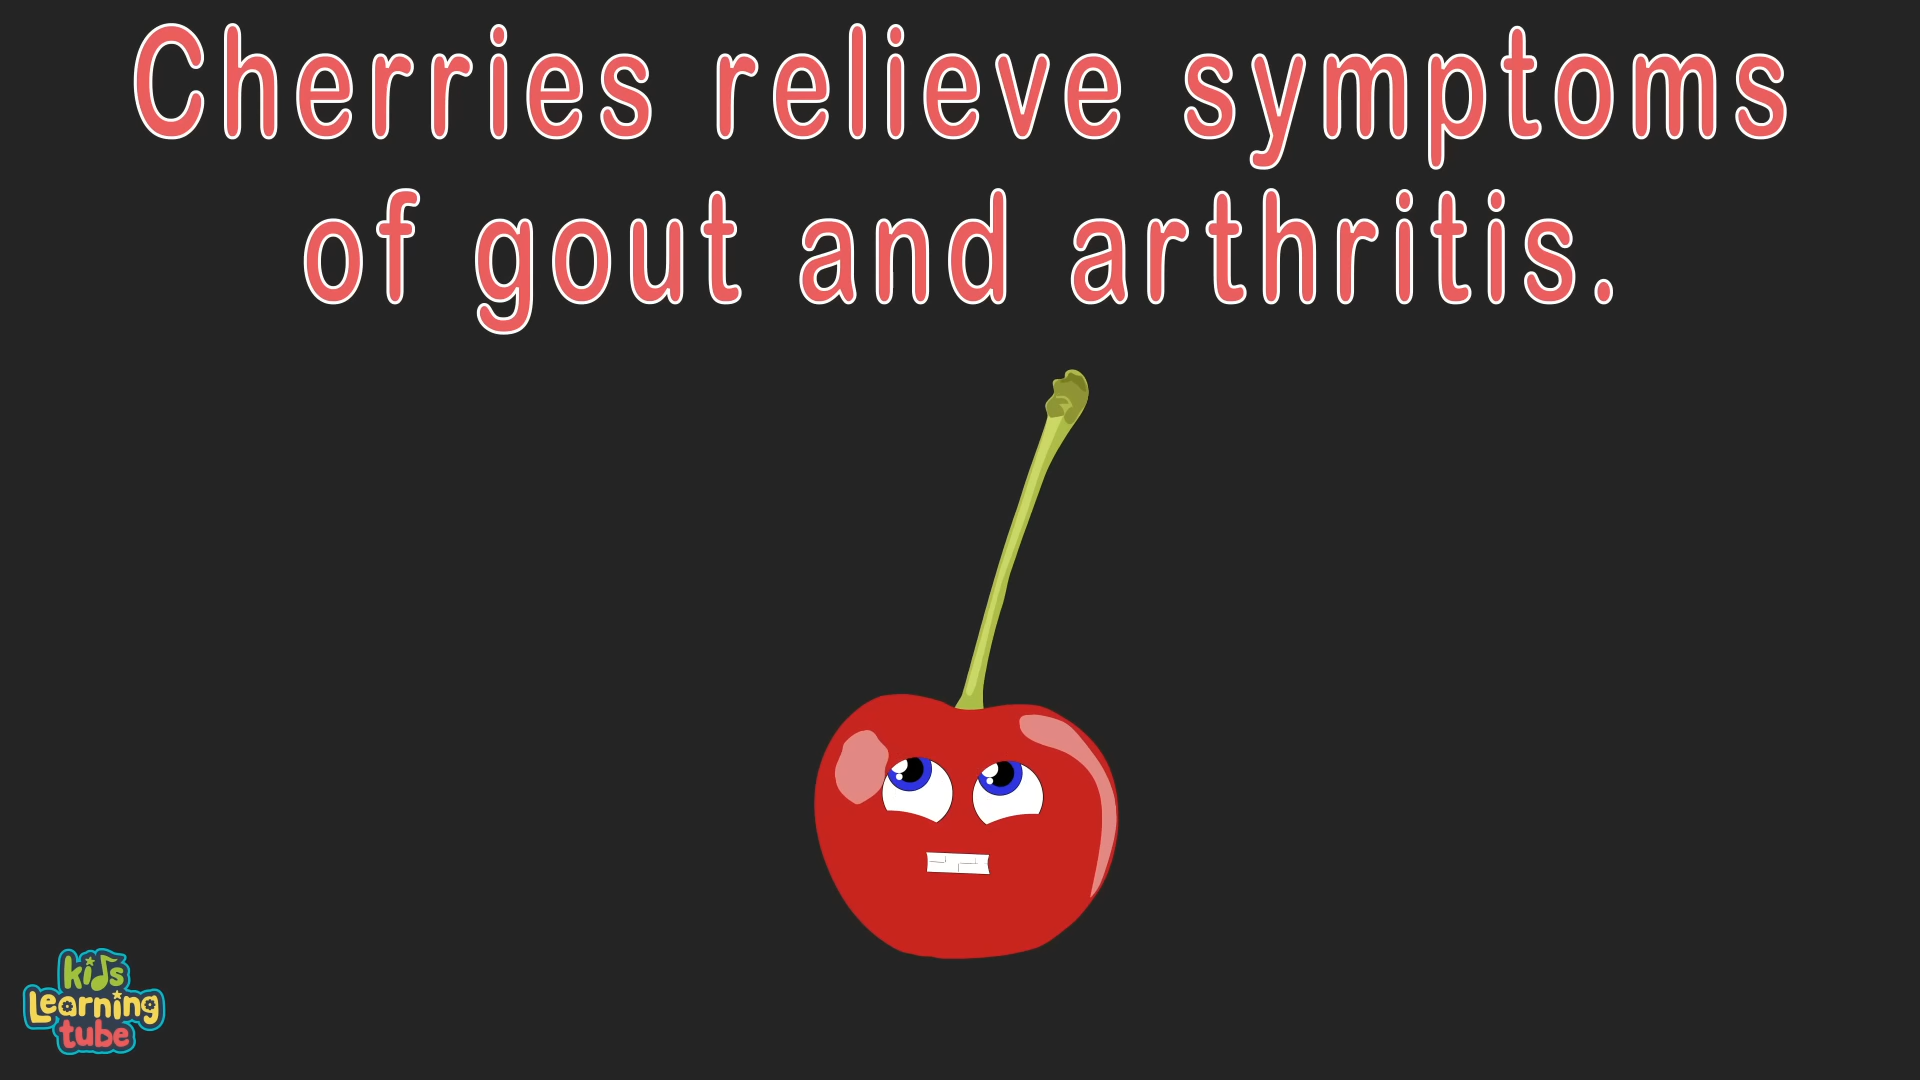 Cherries relieve symptoms
of gout and arthritis.
kids
Learning
tube